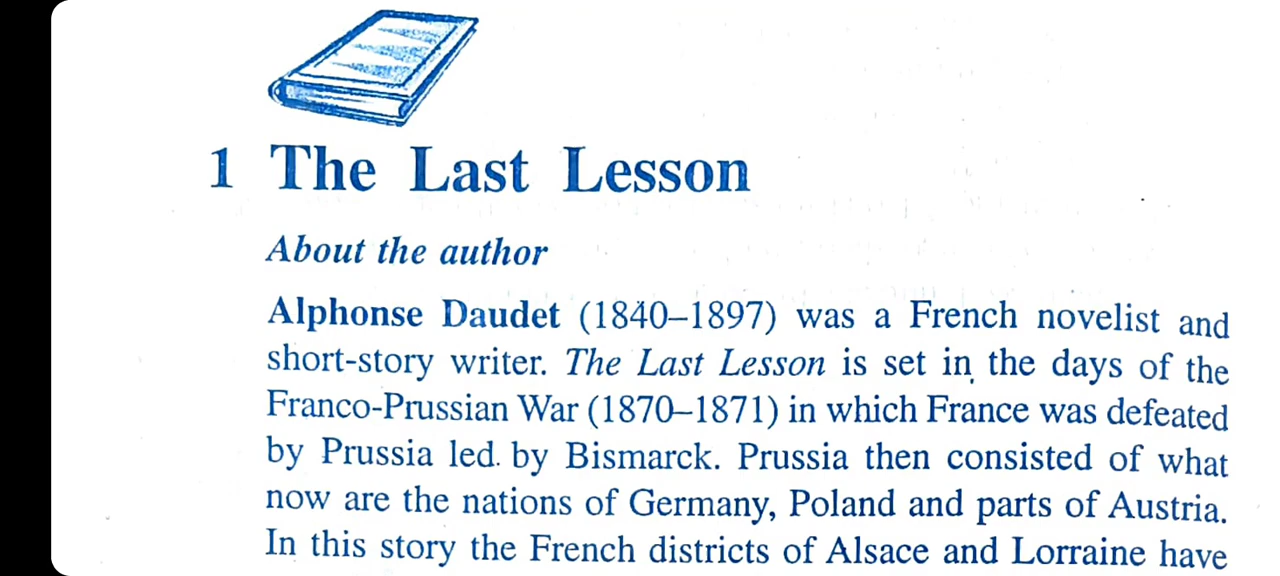 1 The Last Lesson
About the author
Alphonse Daudet (1840–1897) was a French novelist and
short-story writer. The Last Lesson is set in the days of the
Franco-Prussian War (1870–1871) in which France was defeated
by Prussia led by Bismarck. Prussia then consisted of what
now are the nations of Germany, Poland and parts of Austria.
In this story the French districts of Alsace and Lorraine have